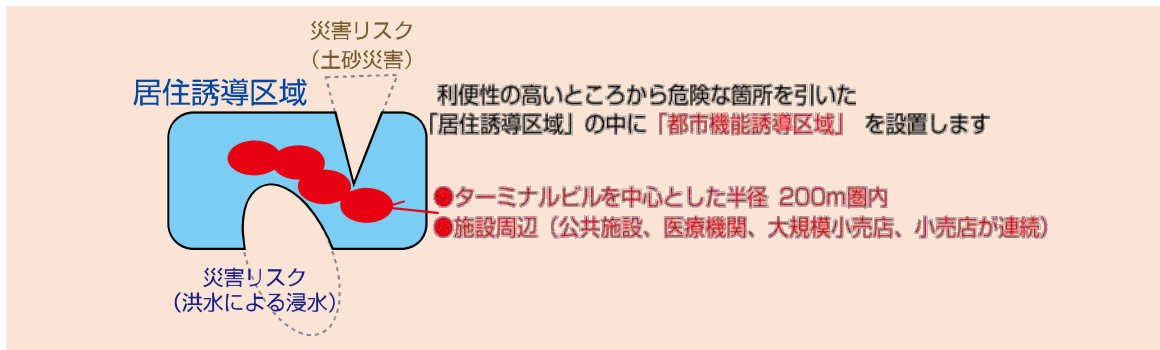 災害リスク
（土砂災害）
居住誘導区域
利便性の高いところから危険な箇所を引いた
「居住誘導区域」の中に「都市機能誘導区域」 を設置します
●ターミナルビルを中心とした半径 200m圏内
●施設周辺（公共施設、医療機関、大規模小売店、小売店が連続）
災害リスク
（洪水による浸水）